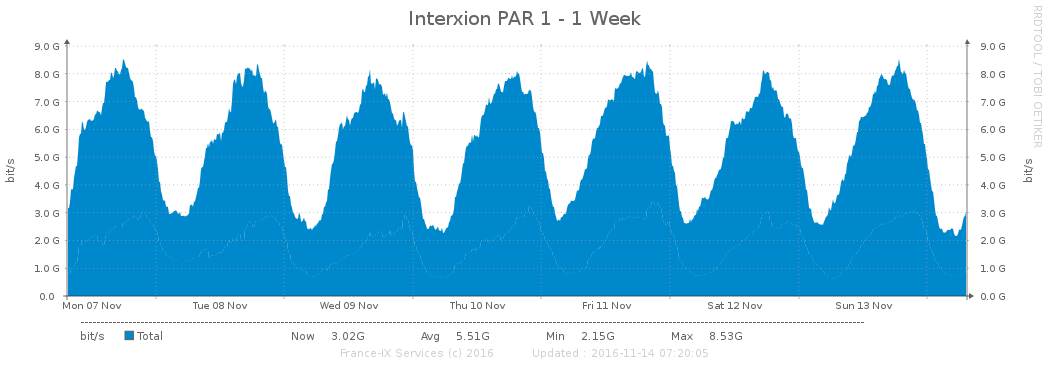 Interxion PAR 1 - 1 Week
RRDTOOL / TOBI OETIKER
bit/s
9.0 G
8.0 G
7.0 G
6.0 G
5.0 G
4.0 G
3.0 G
2.0 G
1.0 G
0.0
9.0 G
8.0 G
7.0 G
6.0 G
5.0 G
4.0 G
3.0 G
2.0 G
1.0 G
0.0 G
bit/s
Mon 07 Nov Tue 08 Nov Wed 09 Nov Thu 10 Nov Fri 11 Nov Sat 12 Nov Sun 13 Nov
bit/s Total Now 3.02G Avg 5.51G Min 2.15G Max 8.53G
France-IX Services (c) 2016 Updated : 2016-11-14 07:20:05